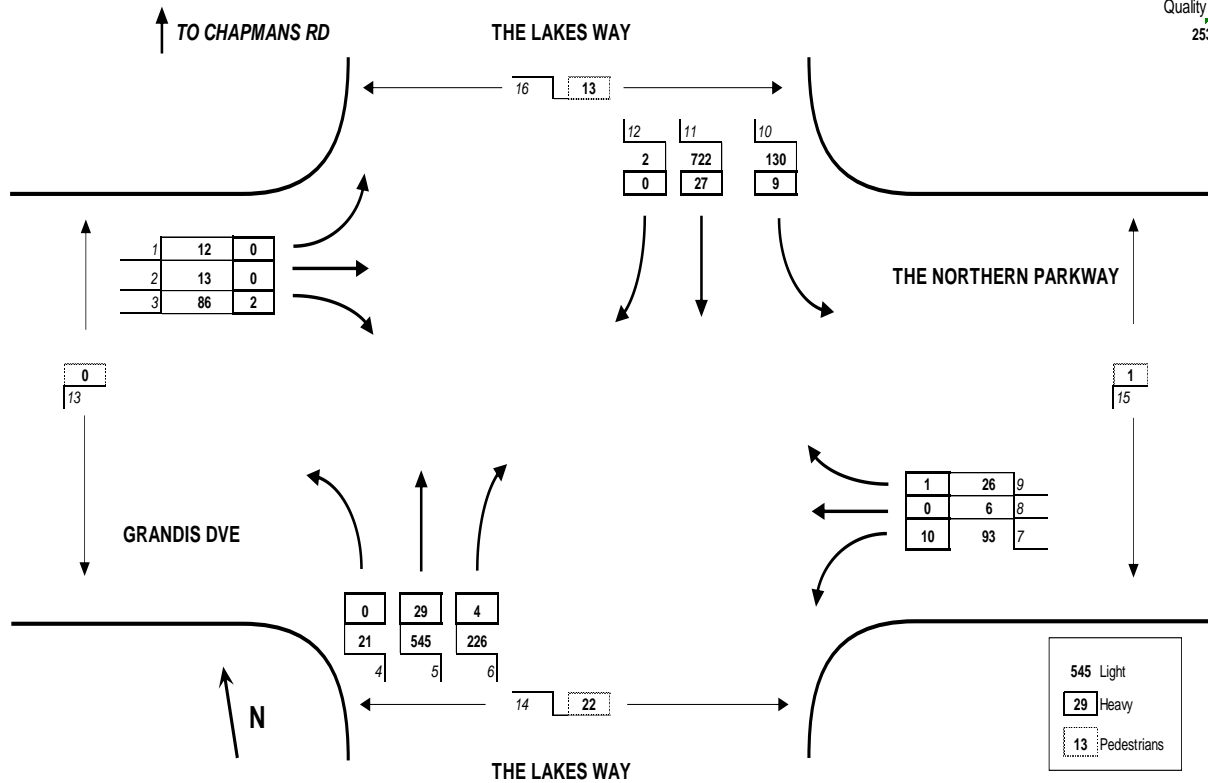 Quality
253
TO CHAPMANS RD
THE LAKES WAY
16 13
12 11 10
2 722 130
0 27 9
1 12 0
2 13 0
3 86 2
THE NORTHERN PARKWAY
0
13
1
15
1 26 9
0 6 8
10 93 7
GRANDIS DVE
0 29 4
21 545 226
4 5 6
N
14 22
THE LAKES WAY
545 Light
29 Heavy
13 Pedestrians